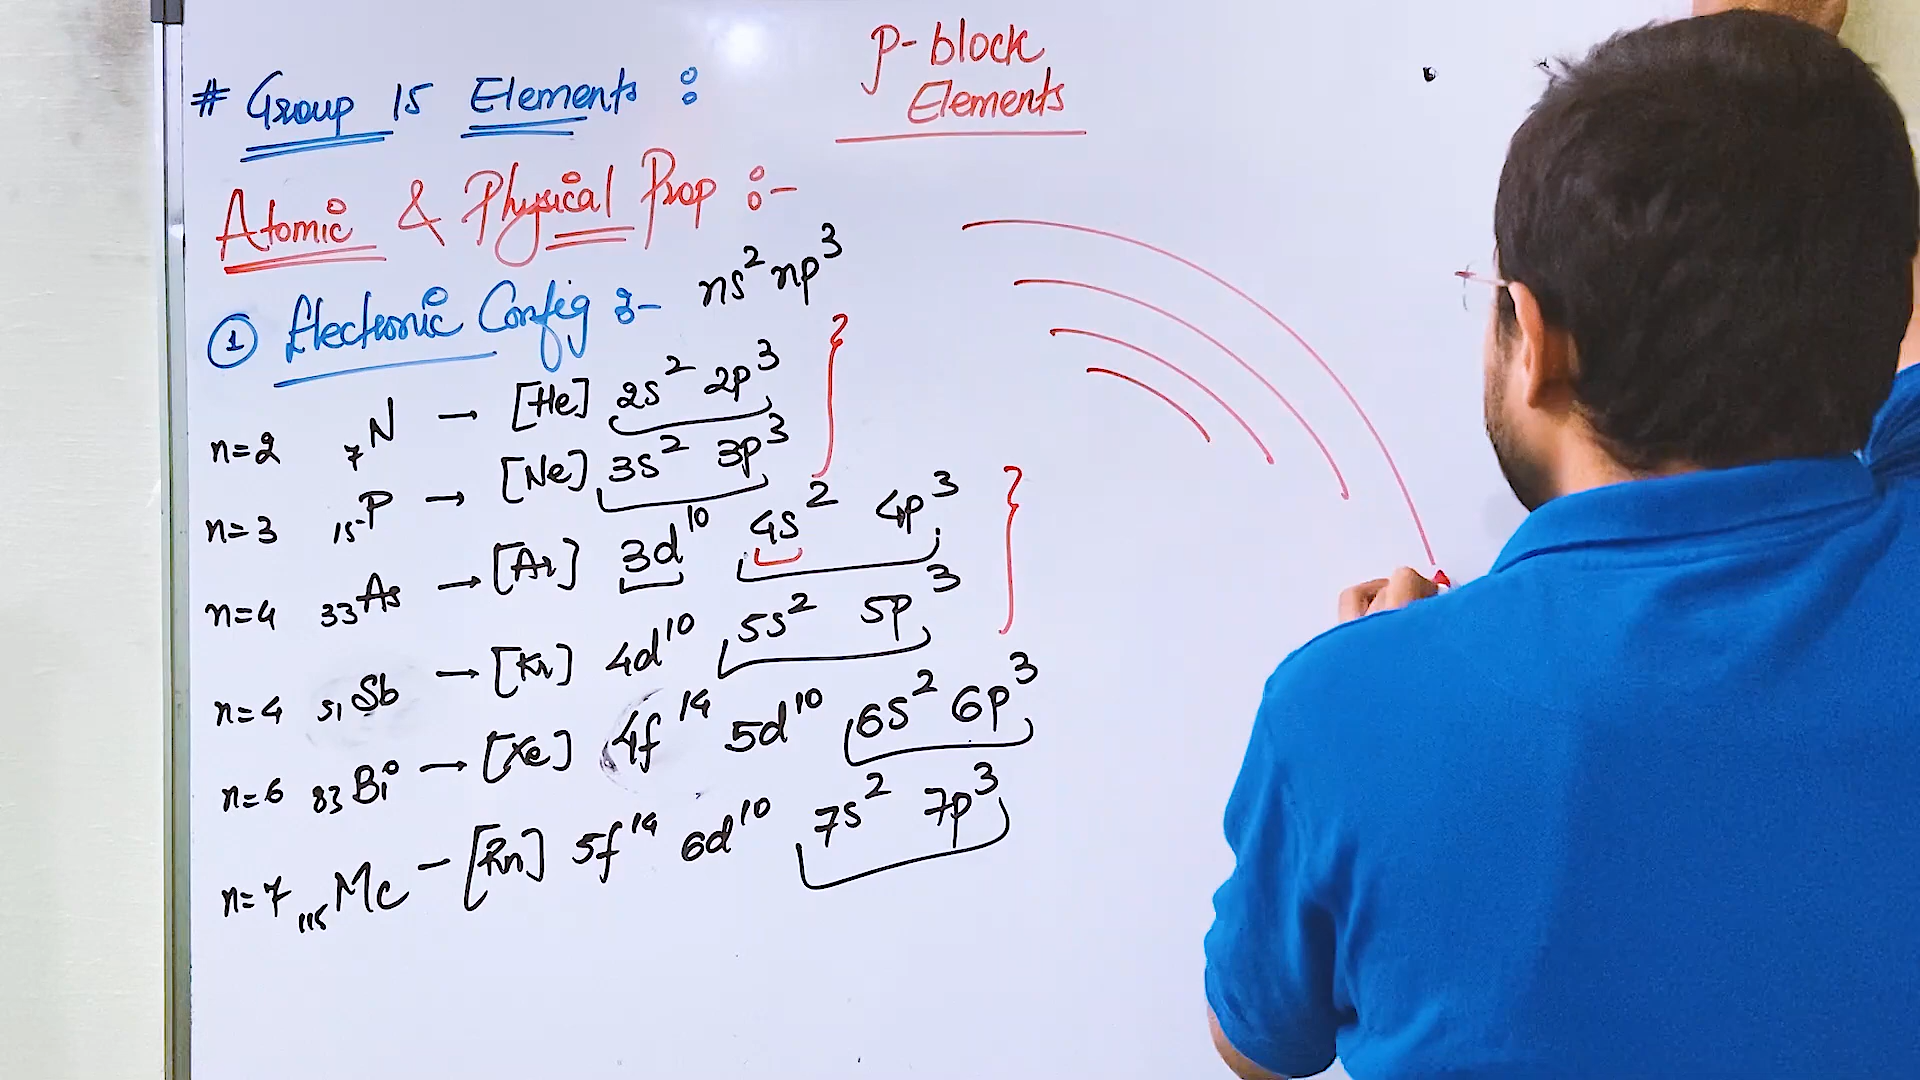 P-block
Elements
# Group 15 Elements :
Atomic & Physical Prop :-
① Electronic Config :- ns² np³
n=2 ₇N → [He] 2s² 2p³
n=3 ₁₅P → [Ne] 3s² 3p³
n=4 ₃₃As → [Ar] 3d¹⁰ 4s² 4p³
n=4 ₅₁Sb → [Kr] 4d¹⁰ 5s² 5p³
n=6 ₈₃Bi → [Xe] 4f¹⁴ 5d¹⁰ 6s² 6p³
n=7 ₁₁₅Mc - [Rn] 5f¹⁴ 6d¹⁰ 7s² 7p³